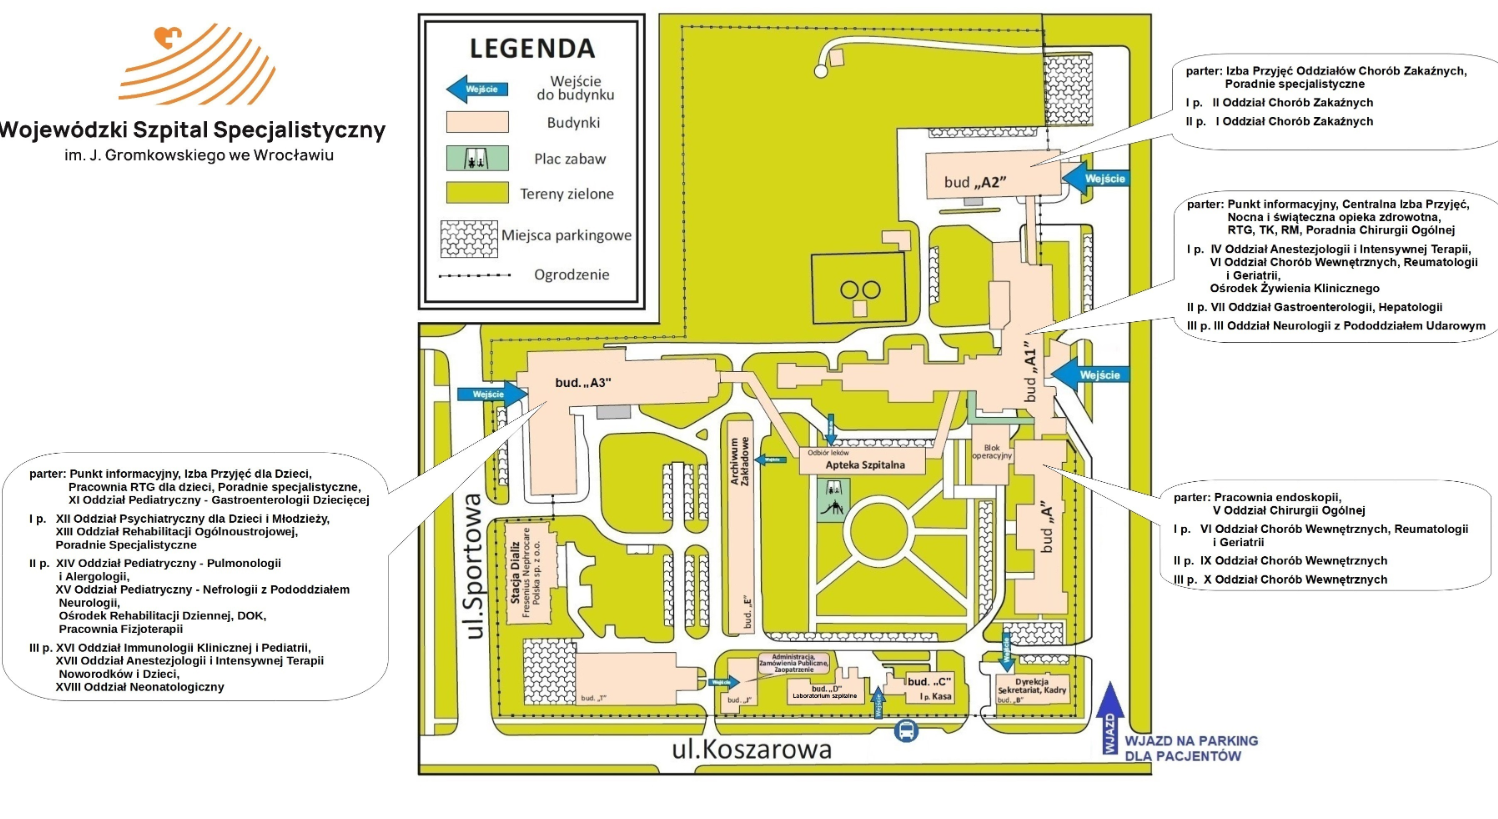 Wojewódzki Szpital Specjalistyczny
im. J. Gromkowskiego we Wrocławiu
LEGENDA
Wejście
Wejście
do budynku
Budynki
Plac zabaw
Tereny zielone
Miejsca parkingowe
Ogrodzenie
parter: Izba Przyjęć Oddziałów Chorób Zakaźnych,
Poradnie specjalistyczne
I p. II Oddział Chorób Zakaźnych
II p. I Oddział Chorób Zakaźnych
bud „A2”
Wejście
parter: Punkt informacyjny, Centralna Izba Przyjęć,
Nocna i świąteczna opieka zdrowotna,
RTG, TK, RM, Poradnia Chirurgii Ogólnej
I p. IV Oddział Anestezjologii i Intensywnej Terapii,
VI Oddział Chorób Wewnętrznych, Reumatologii
i Geriatrii,
Ośrodek Żywienia Klinicznego
II p. VII Oddział Gastroenterologii, Hepatologii
III p. III Oddział Neurologii z Pododdziałem Udarowym
bud „A1”
Wejście
bud. „A3"
Wejście
Archiwum
Zakładowe
bud. „E"
Odbiór leków
Apteka Szpitalna
Blok
operacyjny
bud „A”
parter: Punkt informacyjny, Izba Przyjęć dla Dzieci,
Pracownia RTG dla dzieci, Poradnie specjalistyczne,
XI Oddział Pediatryczny - Gastroenterologii Dziecięcej
I p. XII Oddział Psychiatryczny dla Dzieci i Młodzieży,
XIII Oddział Rehabilitacji Ogólnoustrojowej,
Poradnie Specjalistyczne
II p. XIV Oddział Pediatryczny - Pulmonologii
i Alergologii,
XV Oddział Pediatryczny - Nefrologii z Pododdziałem
Neurologii,
Ośrodek Rehabilitacji Dziennej, DOK,
Pracownia Fizjoterapii
III p. XVI Oddział Immunologii Klinicznej i Pediatrii,
XVII Oddział Anestezjologii i Intensywnej Terapii
Noworodków i Dzieci,
XVIII Oddział Neonatologiczny
parter: Pracownia endoskopii,
V Oddział Chirurgii Ogólnej
I p. VI Oddział Chorób Wewnętrznych, Reumatologii
i Geriatrii
II p. IX Oddział Chorób Wewnętrznych
III p. X Oddział Chorób Wewnętrznych
ul.Sportowa
Stacja Dializ
Fresenius Nephrocare
Polska sp. z o.o.
bud. „I"
Wejście
bud. „J"
Administracja,
Zamówienia Publiczne,
Zaopatrzenie
bud. „D"
Laboratorium szpitalne
Wejście
bud. „C"
I p. Kasa
Wejście
Dyrekcja
Sekretariat, Kadry
bud. „B"
ul.Koszarowa
WJAZD
WJAZD NA PARKING
DLA PACJENTÓW